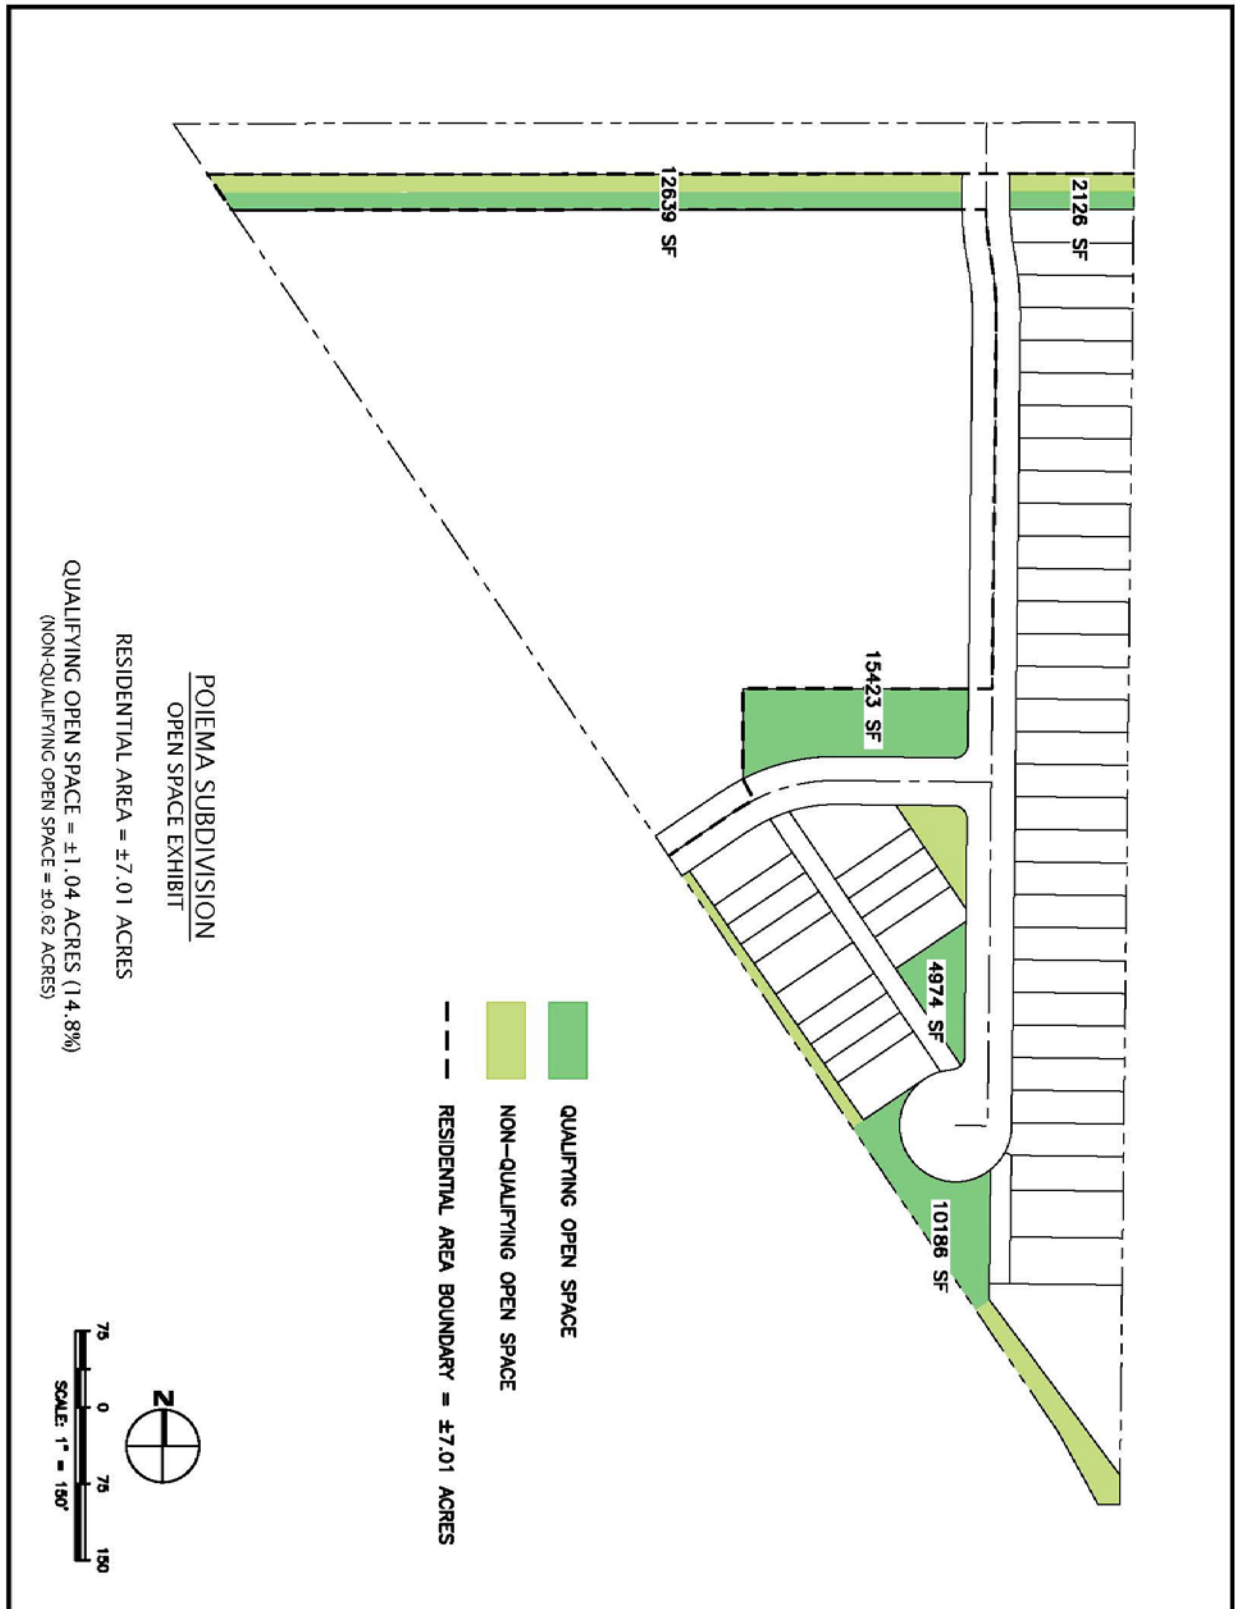 2126 SF
12639 SF
15423 SF
4974 SF
10186 SF
QUALIFYING OPEN SPACE
NON-QUALIFYING OPEN SPACE
RESIDENTIAL AREA BOUNDARY = ±7.01 ACRES
POIEMA SUBDIVISION
OPEN SPACE EXHIBIT
RESIDENTIAL AREA = ±7.01 ACRES
QUALIFYING OPEN SPACE = ±1.04 ACRES (14.8%)
(NON-QUALIFYING OPEN SPACE = ±0.62 ACRES)
N
75 0 75 150
SCALE: 1" = 150'